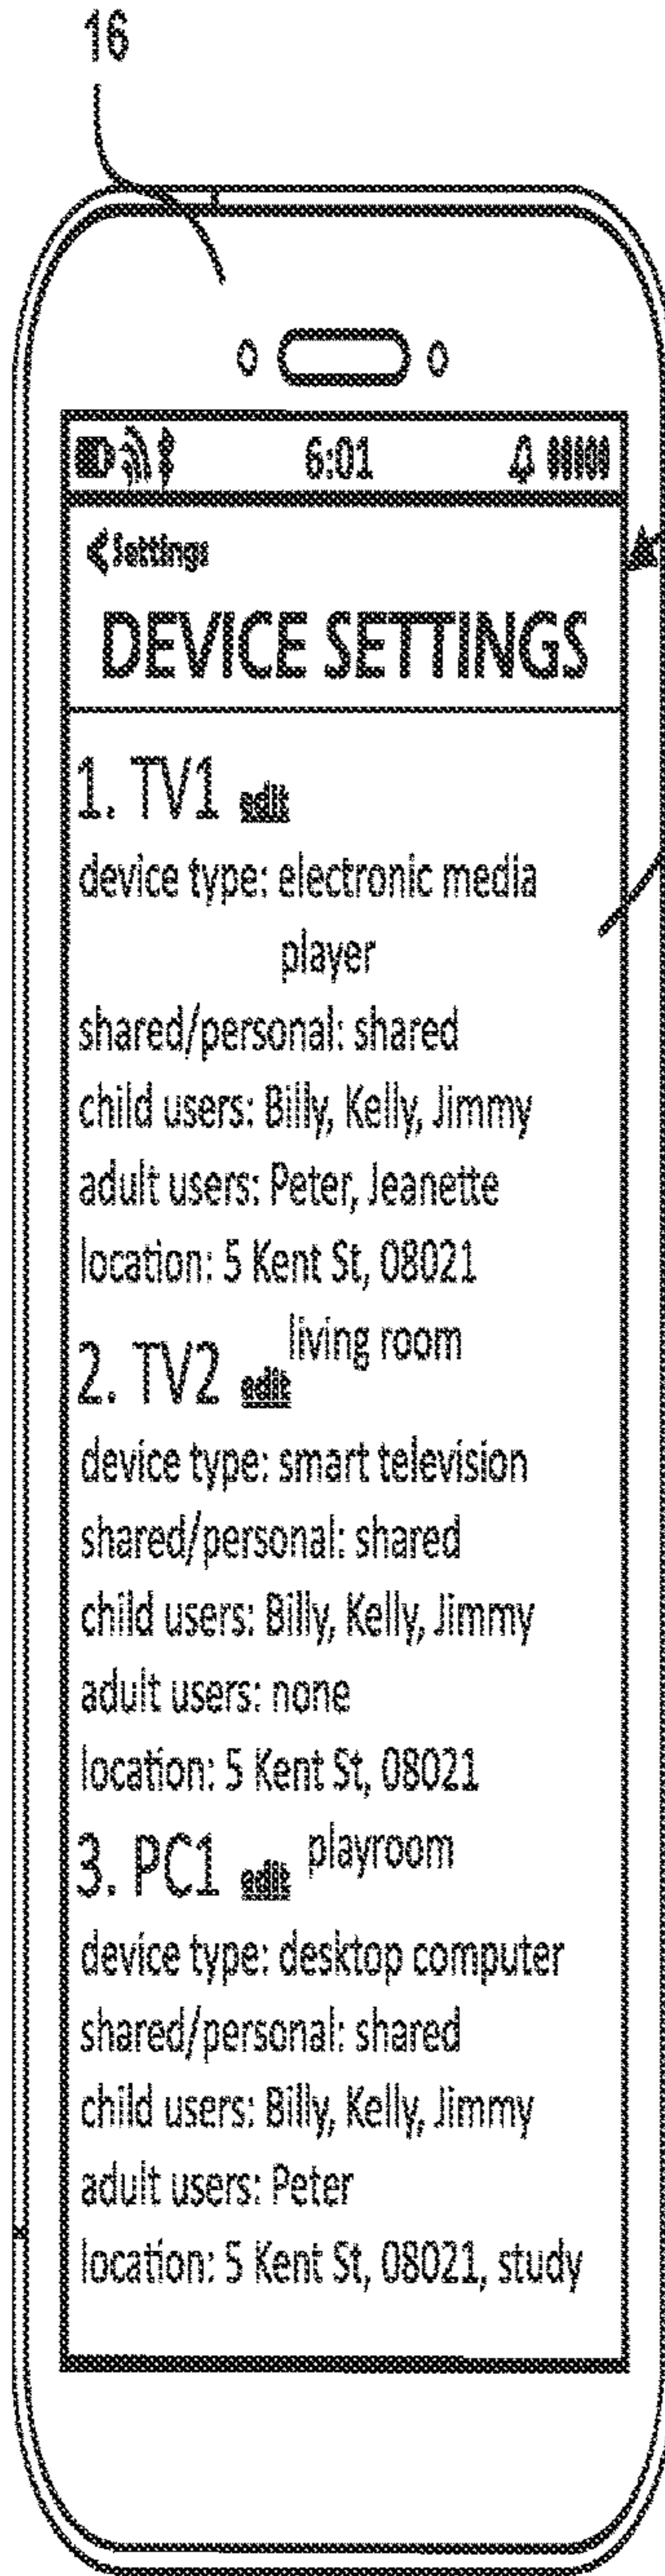 16
6:01
Settings
DEVICE SETTINGS
1. TV1 edit
device type: electronic media
player
shared/personal: shared
child users: Billy, Kelly, Jimmy
adult users: Peter, Jeanette
location: 5 Kent St, 08021
living room
2. TV2 edit
device type: smart television
shared/personal: shared
child users: Billy, Kelly, Jimmy
adult users: none
location: 5 Kent St, 08021
playroom
3. PC1 edit
device type: desktop computer
shared/personal: shared
child users: Billy, Kelly, Jimmy
adult users: Peter
location: 5 Kent St, 08021, study